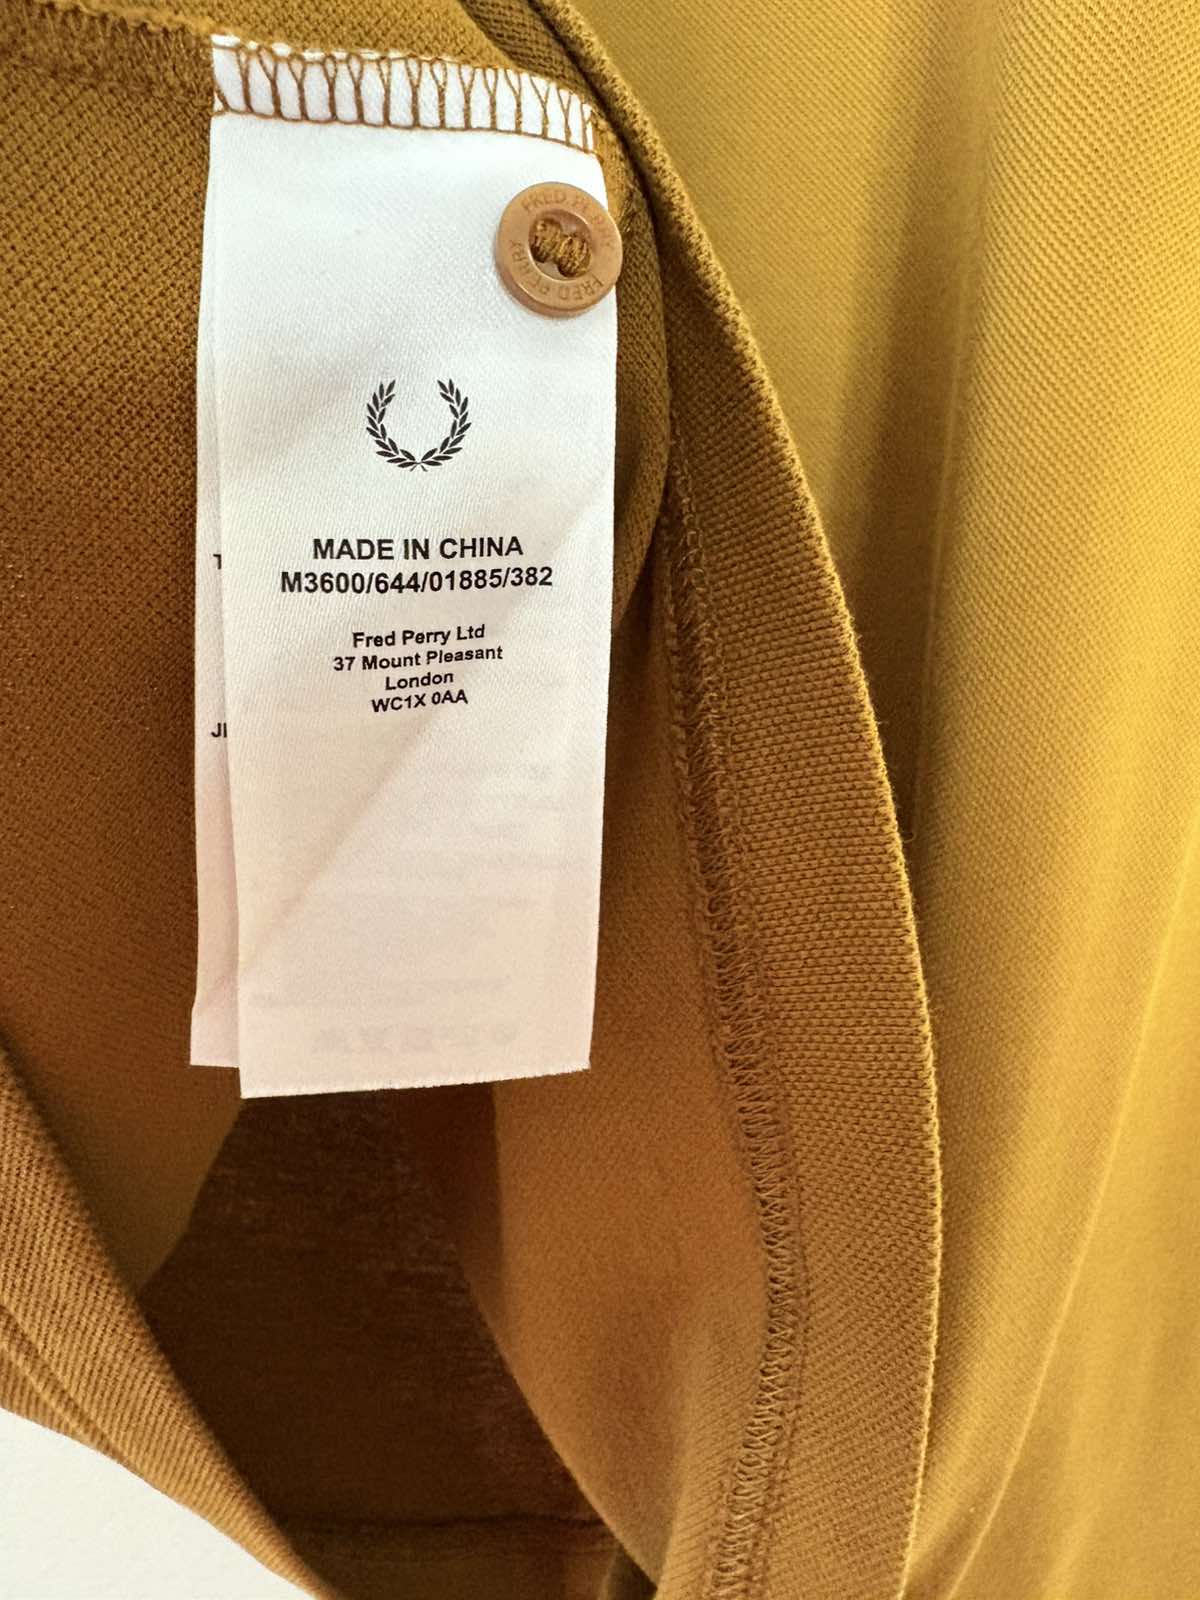 FRED PERRY
FRED PERRY
MADE IN CHINA
M3600/644/01885/382
Fred Perry Ltd
37 Mount Pleasant
London
WC1X 0AA